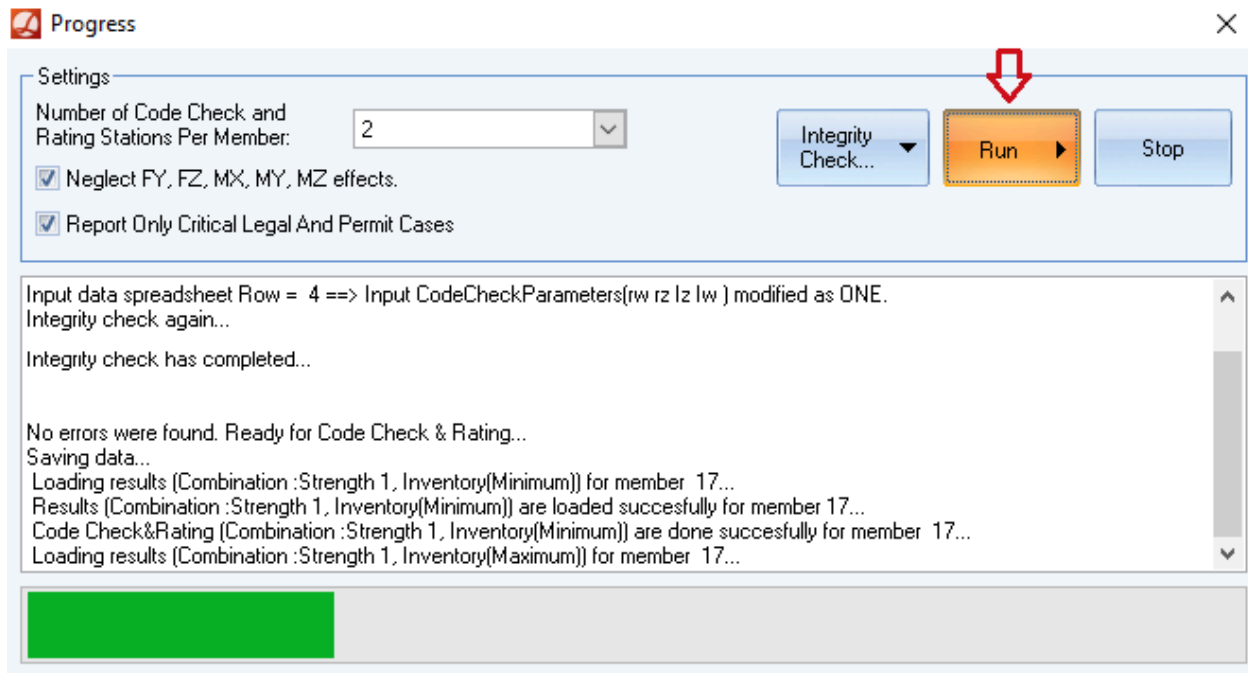 Progress
Settings
Number of Code Check and
Rating Stations Per Member:
2
Integrity
Check...
Run
Stop
Neglect FY, FZ, MX, MY, MZ effects.
Report Only Critical Legal And Permit Cases
Input data spreadsheet Row = 4 ==> Input CodeCheckParameters(rw rz lz lw ) modified as ONE.
Integrity check again...
Integrity check has completed...
No errors were found. Ready for Code Check & Rating...
Saving data...
Loading results (Combination :Strength 1, Inventory(Minimum)) for member 17...
Results (Combination :Strength 1, Inventory(Minimum)) are loaded succesfully for member 17...
Code Check&Rating (Combination :Strength 1, Inventory(Minimum)) are done succesfully for member 17...
Loading results (Combination :Strength 1, Inventory(Maximum)) for member 17...